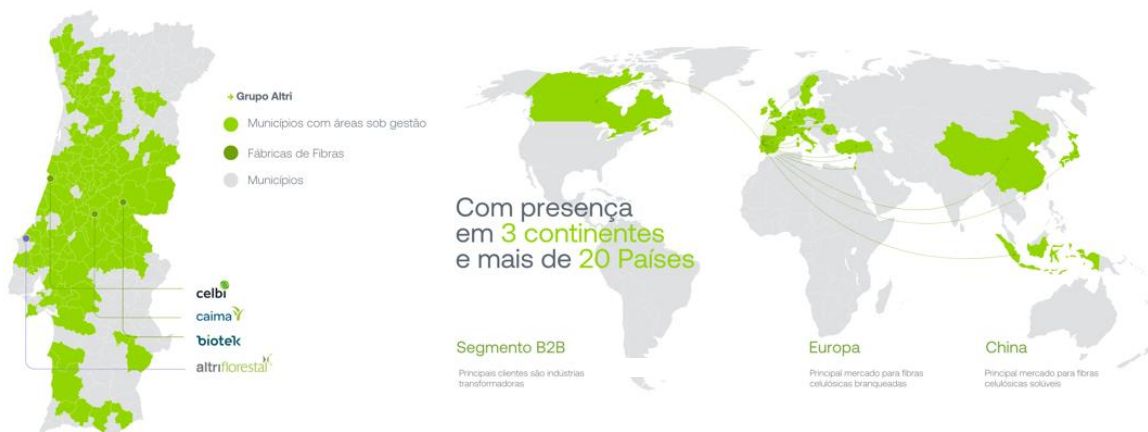 Grupo Altri
Municípios com áreas sob gestão
Fábricas de Fibras
Municípios
celbi
caima
biotek
altriflorestal
Com presença
em 3 continentes
e mais de 20 Países
Segmento B2B
Principais clientes são indústrias
transformadoras
Europa
Principal mercado para fibras
celulósicas branqueadas
China
Principal mercado para fibras
celulósicas solúveis